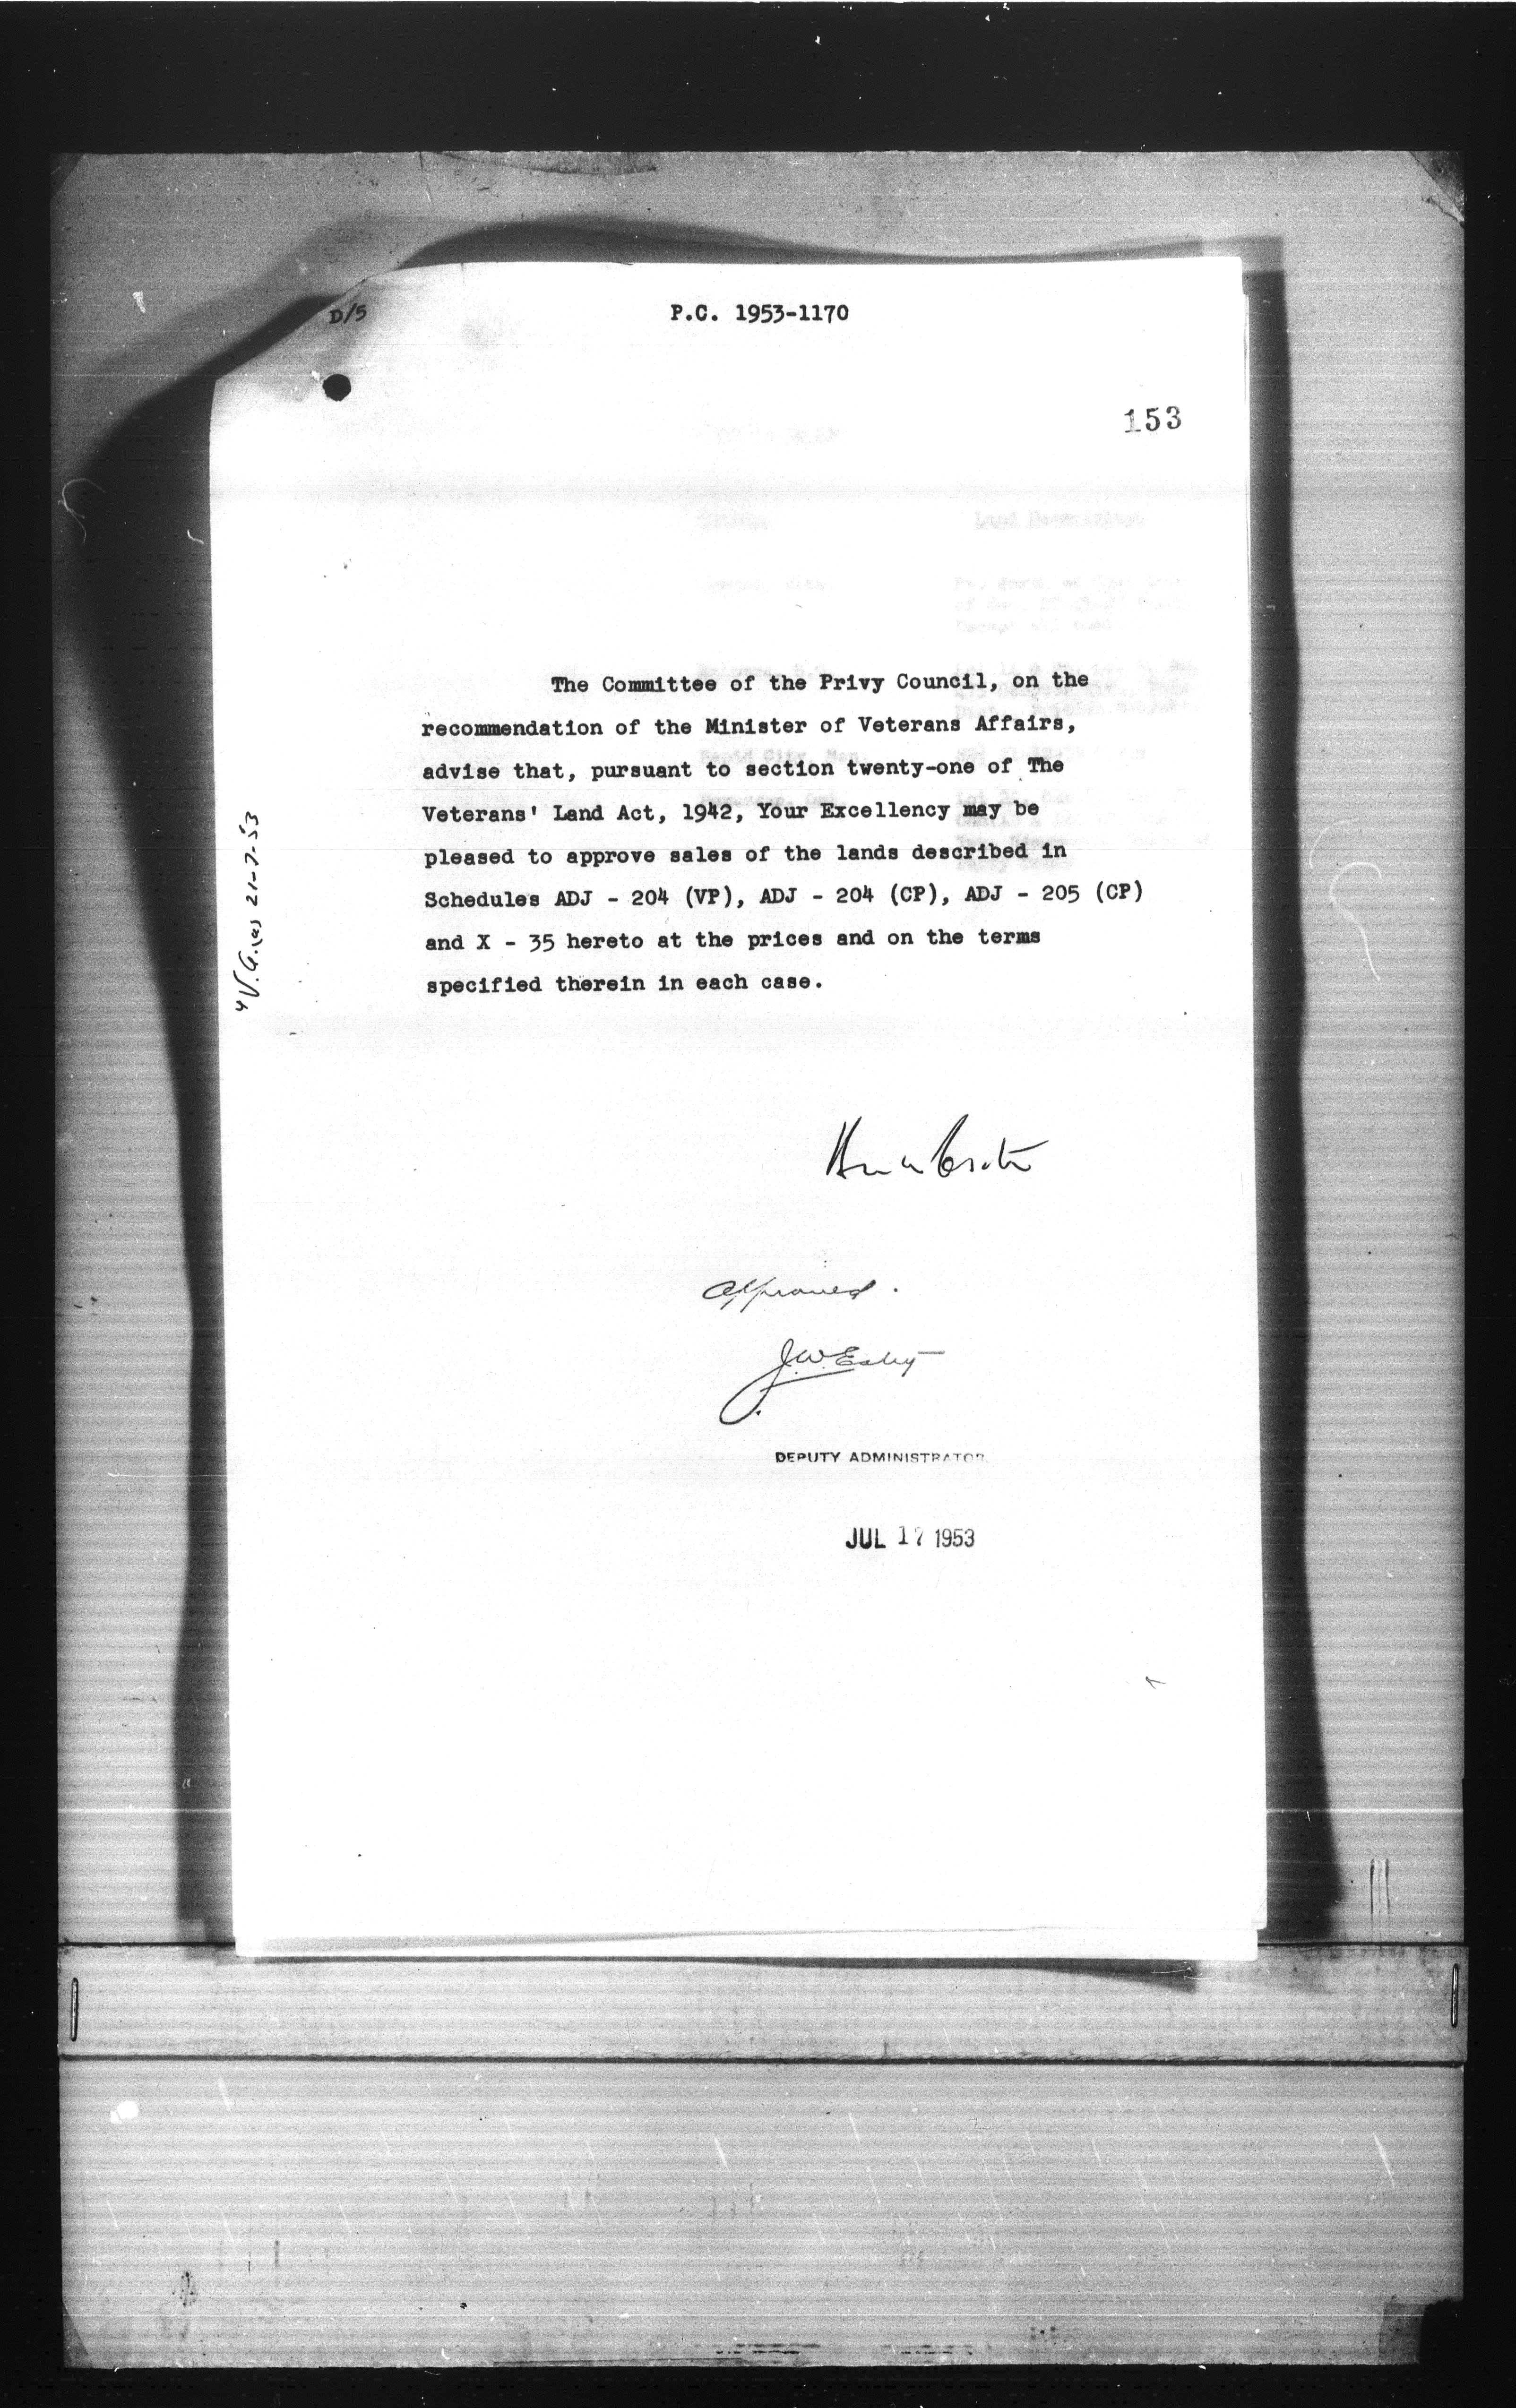 D/5
P.C. 1953-1170
153
The Committee of the Privy Council, on the
recommendation of the Minister of Veterans Affairs,
advise that, pursuant to section twenty-one of The
Veterans' Land Act, 1942, Your Excellency may be
pleased to approve sales of the lands described in
Schedules ADJ - 204 (VP), ADJ - 204 (CP), ADJ - 205 (CP)
and X - 35 hereto at the prices and on the terms
specified therein in each case.
21-7-53
Approved.
DEPUTY ADMINISTRATOR.
JUL 17 1953